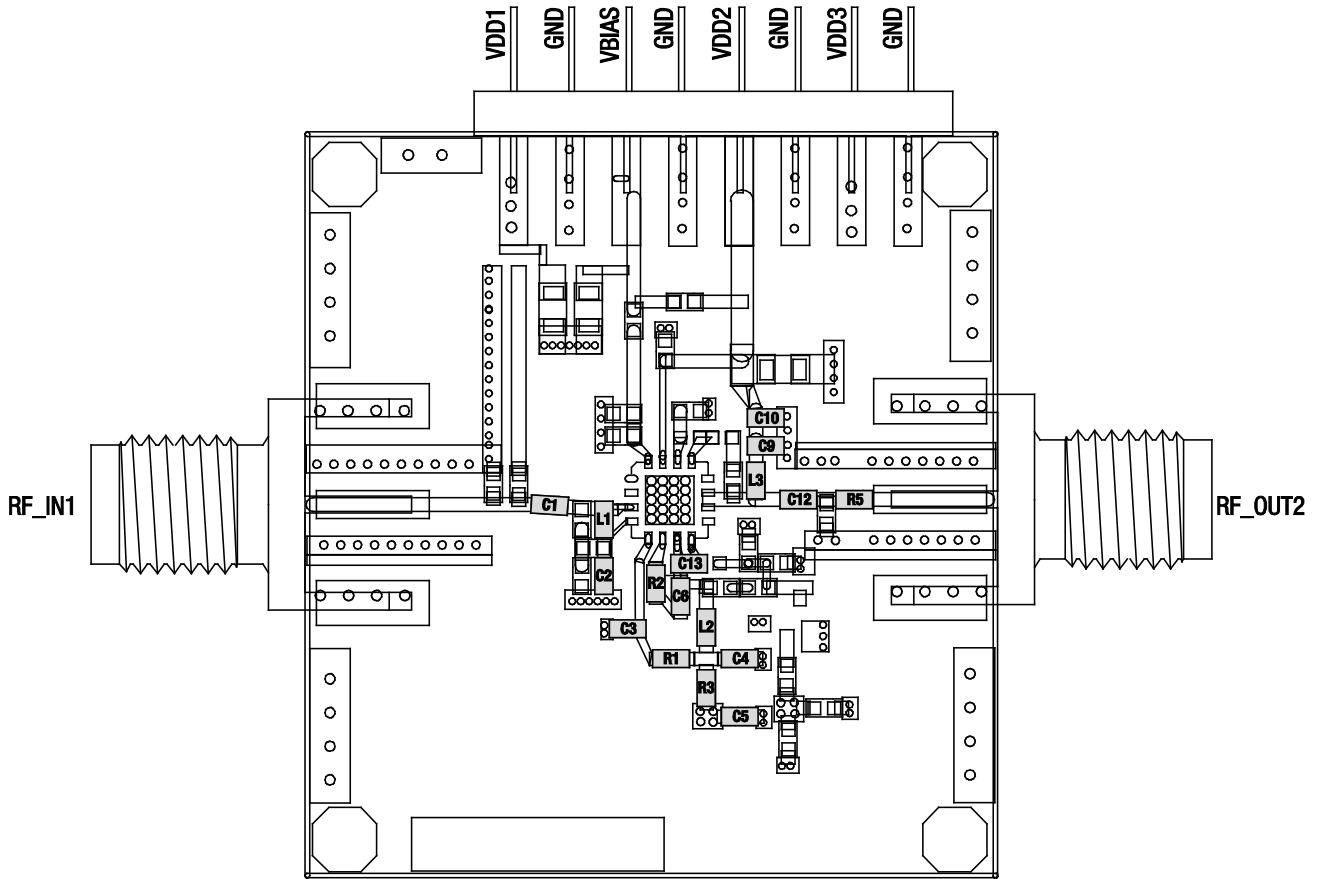 VDD1
GND
VBIAS
GND
VDD2
GND
VDD3
GND
C10
C9
L3
C12
R5
C1
L1
RF_IN1
RF_OUT2
C13
R2
C2
C6
C3
L2
R1
C4
R3
C5